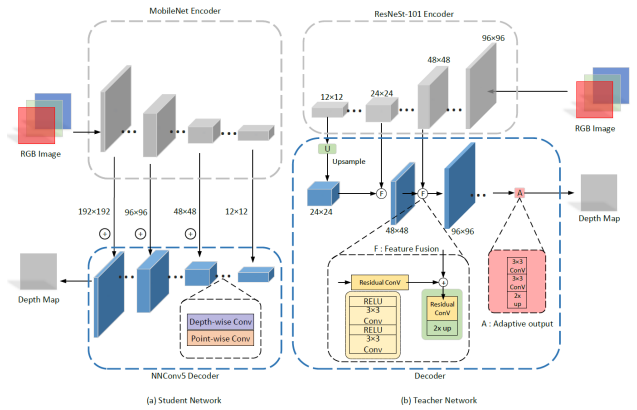 MobileNet Encoder
RGB Image
192×192
96×96
48×48
12×12
Depth Map
Depth-wise Conv
Point-wise Conv
NNConv5 Decoder
(a) Student Network
ResNeSt-101 Encoder
96×96
48×48
24×24
12×12
RGB Image
U
Upsample
24×24
F
48×48
F
96×96
A
Depth Map
F : Feature Fusion
Residual ConV
RELU
3×3
Conv
RELU
3×3
Conv
Residual
ConV
2x up
3×3
ConV
3×3
ConV
2x
up
A : Adaptive output
Decoder
(b) Teacher Network